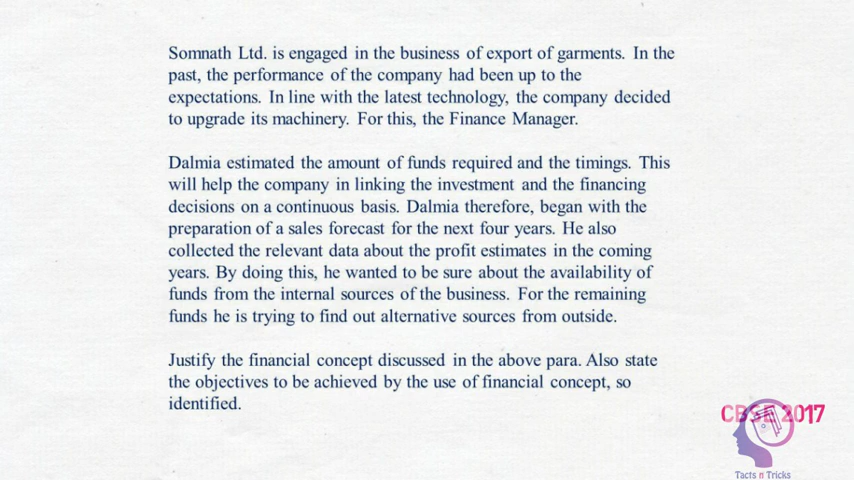 Somnath Ltd. is engaged in the business of export of garments. In the
past, the performance of the company had been up to the
expectations. In line with the latest technology, the company decided
to upgrade its machinery. For this, the Finance Manager.
Dalmia estimated the amount of funds required and the timings. This
will help the company in linking the investment and the financing
decisions on a continuous basis. Dalmia therefore, began with the
preparation of a sales forecast for the next four years. He also
collected the relevant data about the profit estimates in the coming
years. By doing this, he wanted to be sure about the availability of
funds from the internal sources of the business. For the remaining
funds he is trying to find out alternative sources from outside.
Justify the financial concept discussed in the above para. Also state
the objectives to be achieved by the use of financial concept, so
identified.
CBSE 2017
Tacts n Tricks